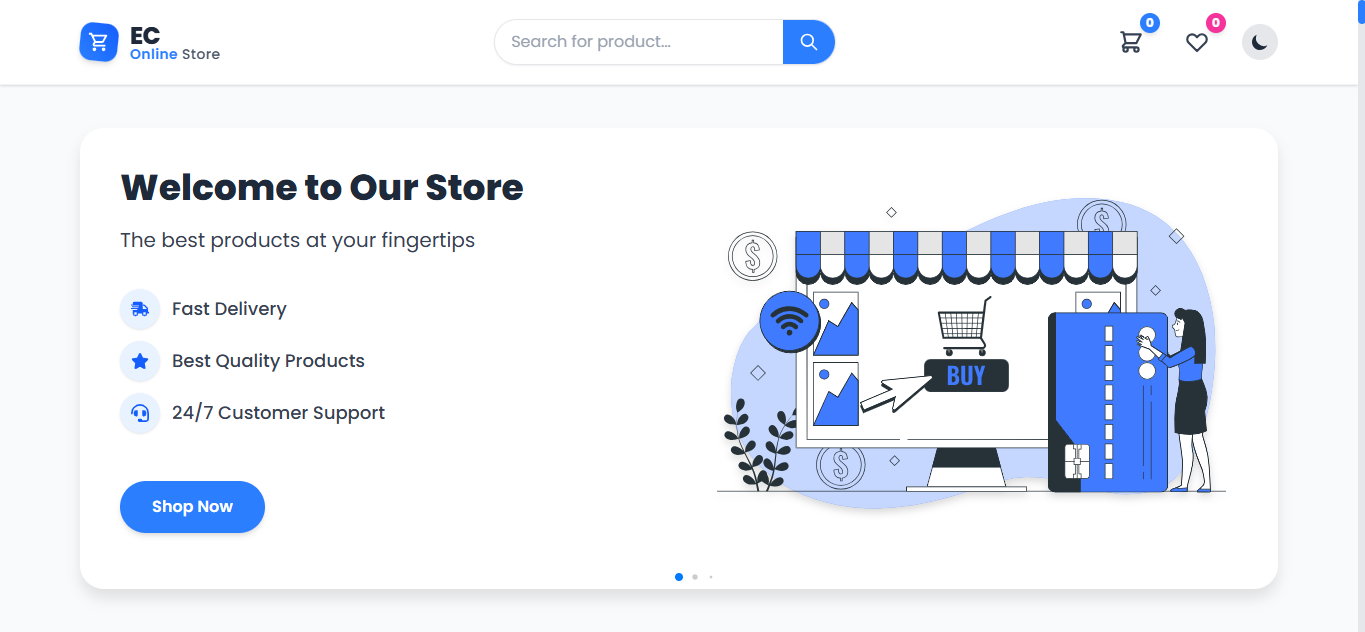 EC
Online Store
Search for product...
0
0
Welcome to Our Store
The best products at your fingertips
Fast Delivery
Best Quality Products
24/7 Customer Support
Shop Now
$
$
BUY
$